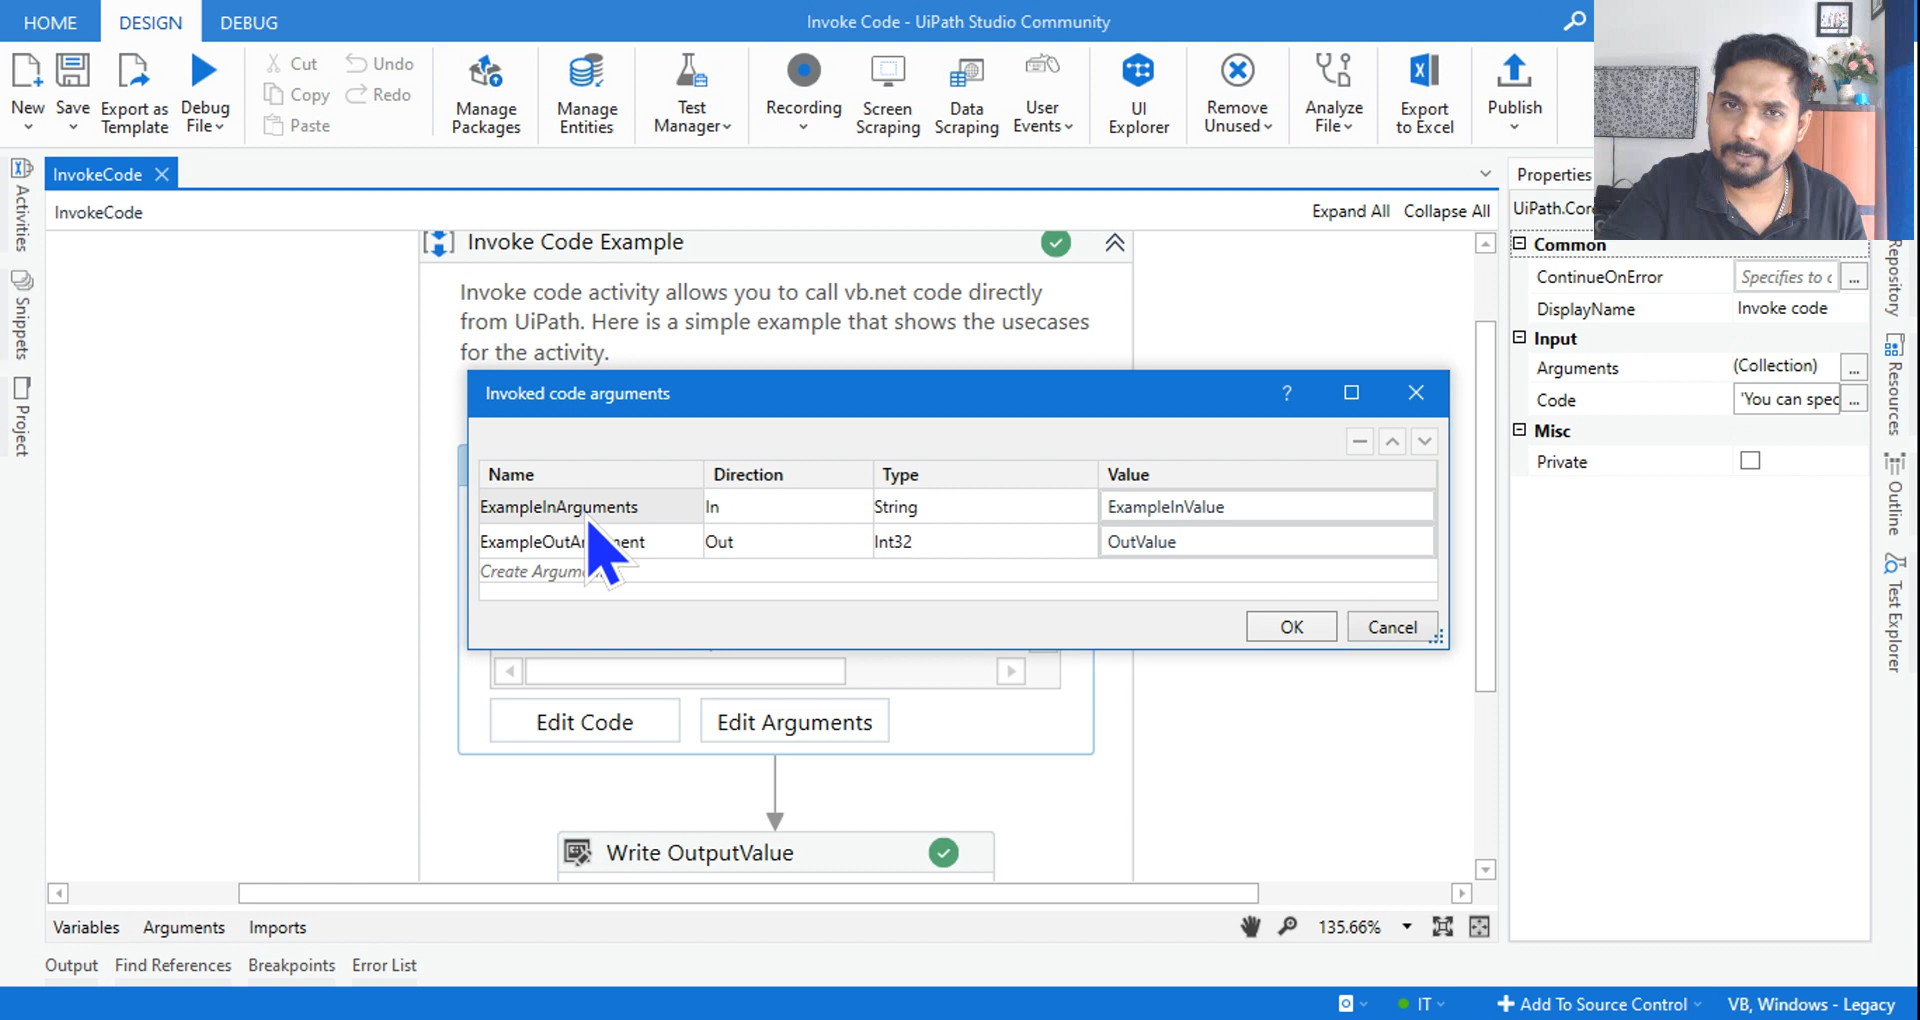 HOME DESIGN DEBUG
Invoke Code - UiPath Studio Community
New
Save
Export as
Template
Debug
File
Cut
Copy
Paste
Undo
Redo
Manage
Packages
Manage
Entities
Test
Manager
Recording
Screen
Scraping
Data
Scraping
User
Events
UI
Explorer
Remove
Unused
Analyze
File
Export
to Excel
Publish
Activities
Snippets
Project
InvokeCode
InvokeCode
Expand All Collapse All
Invoke Code Example
Invoke code activity allows you to call vb.net code directly
from UiPath. Here is a simple example that shows the usecases
for the activity.
Invoked code arguments
Name Direction Type Value
ExampleInArguments In String ExampleInValue
Out Int32 OutValue
Create
OK Cancel
Edit Code Edit Arguments
Write OutputValue
Variables Arguments Imports
135.66%
Output Find References Breakpoints Error List
Properties
Common
ContinueOnError Specifies to c ...
DisplayName Invoke code
Input
Arguments (Collection) ...
Code 'You can spec ...
Misc
Private
Repository
Resources
Outline
Test Explorer
IT
Add To Source Control
VB, Windows - Legacy